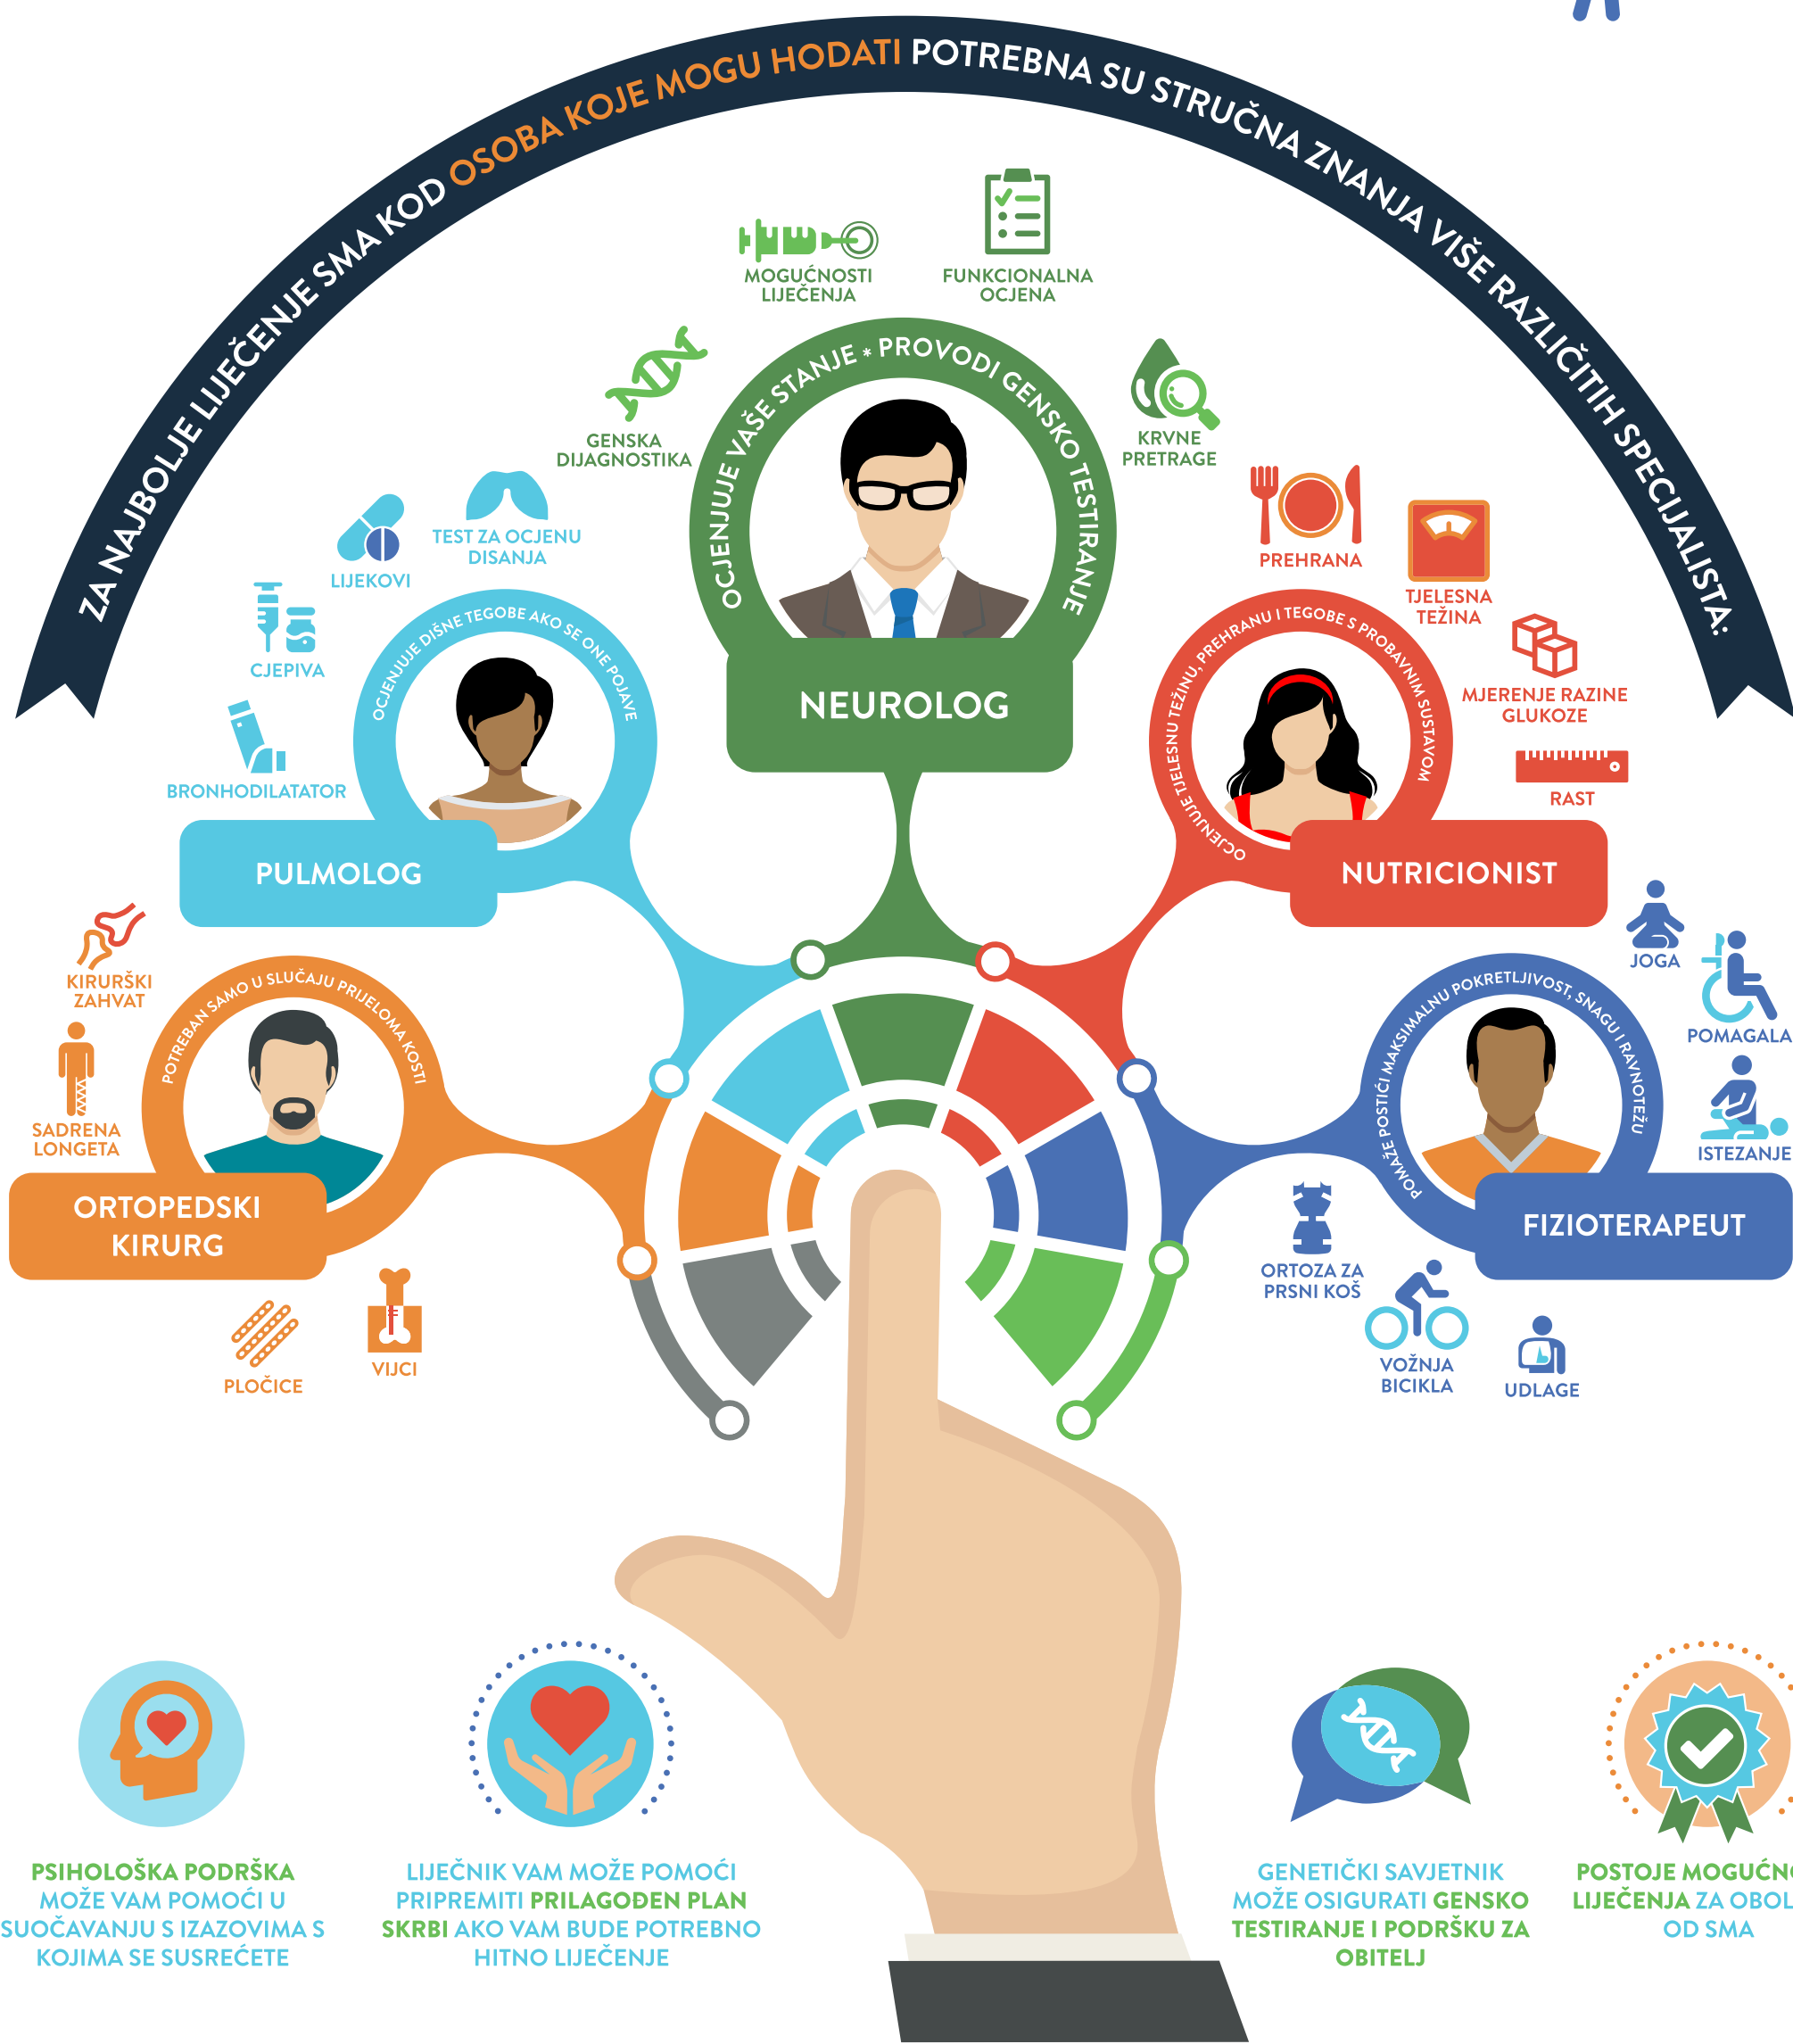 ZA NAJBOLJE LIJEČENJE SMA KOD OSOBA KOJE MOGU HODATI POTREBNA SU STRUČNA ZNANJA VIŠE RAZLIČITIH SPECIJALISTA:
MOGUĆNOSTI
LIJEČENJA
FUNKCIONALNA
OCJENA
GENSKA
DIJAGNOSTIKA
KRVNE
PRETRAGE
OCJENJUJE VAŠE STANJE * PROVODI GENSKO TESTIRANJE
NEUROLOG
TEST ZA OCJENU
DISANJA
LIJEKOVI
CJEPIVA
BRONHODILATATOR
OCJENJUJE DIŠNE TEGOBE AKO SE ONE POJAVE
PULMOLOG
PREHRANA
TJELESNA
TEŽINA
MJERENJE RAZINE
GLUKOZE
RAST
OCJENJUJE TJELESNU TEŽINU, PREHRANU I TEGOBE S PROBAVNIM SUSTAVOM
NUTRICIONIST
KIRURŠKI
ZAHVAT
SADRENA
LONGETA
POTREBAN SAMO U SLUČAJU PRIJELOMA KOSTI
ORTOPEDSKI
KIRURG
PLOČICE
VIJCI
JOGA
POMAGALA
ISTEZANJE
POMAŽE POSTIĆI MAKSIMALNU POKRETLJIVOST, SNAGU I RAVNOTEŽU
FIZIOTERAPEUT
ORTOZA ZA
PRSNI KOŠ
VOŽNJA
BICIKLA
UDLAGE
PSIHOLOŠKA PODRŠKA
MOŽE VAM POMOĆI U
SUOČAVANJU S IZAZOVIMA S
KOJIMA SE SUSREĆETE
LIJEČNIK VAM MOŽE POMOĆI
PRIPREMITI PRILAGOĐEN PLAN
SKRBI AKO VAM BUDE POTREBNO
HITNO LIJEČENJE
GENETIČKI SAVJETNIK
MOŽE OSIGURATI GENSKO
TESTIRANJE I PODRŠKU ZA
OBITELJ
POSTOJE
LIJEČENJA ZA
OD SMA